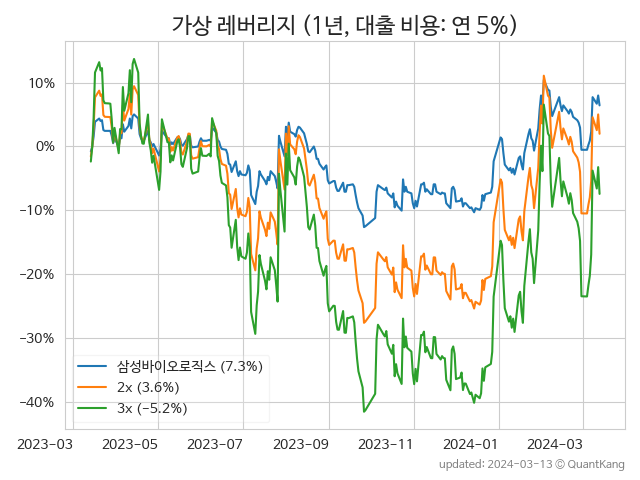 가상 레버리지 (1년, 대출 비용: 연 5%)
10%
0%
−10%
−20%
−30%
−40%
삼성바이오로직스 (7.3%)
2x (3.6%)
3x (−5.2%)
2023-03 2023-05 2023-07 2023-09 2023-11 2024-01 2024-03
updated: 2024-03-13 © QuantKang